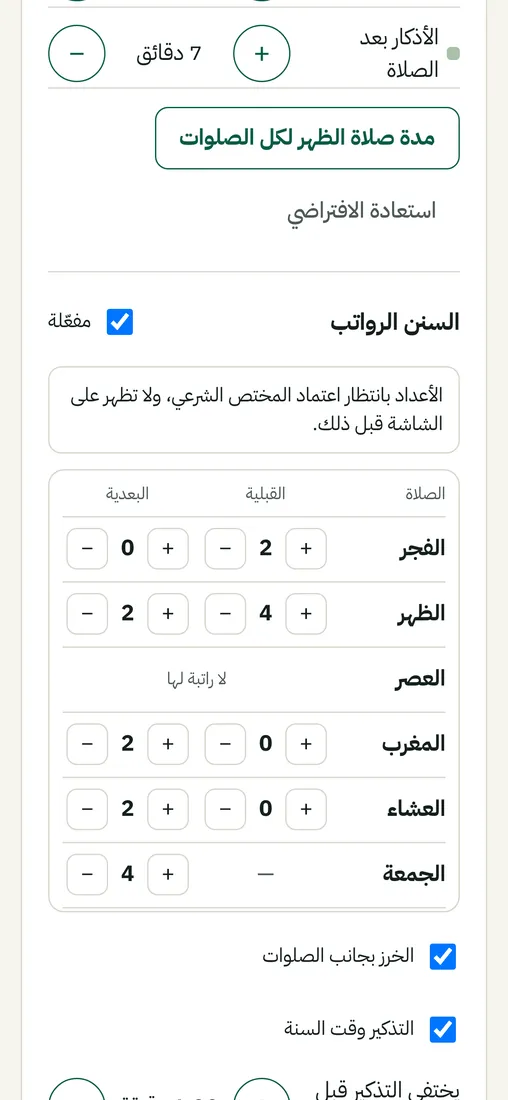 الأذكار بعد
الصلاة
+ 7 دقائق −
مدة صلاة الظهر لكل الصلوات
استعادة الافتراضي
السنن الرواتب
مفعّلة
الأعداد بانتظار اعتماد المختص الشرعي، ولا تظهر على
الشاشة قبل ذلك.
الصلاة القبلية البعدية
الفجر + 2 − + 0 −
الظهر + 4 − + 2 −
العصر لا راتبة لها
المغرب + 0 − + 2 −
العشاء + 0 − + 2 −
الجمعة — + 4 −
الخرز بجانب الصلوات
التذكير وقت السنة
يختفي التذكير قبل